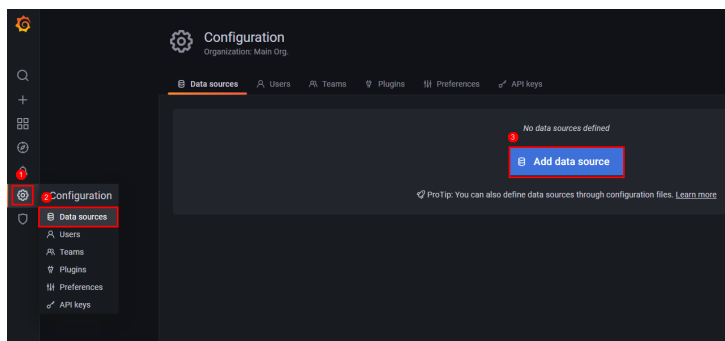 Configuration
Organization: Main Org.
Data sources
Users
Teams
Plugins
Preferences
API keys
No data sources defined
3
Add data source
ProTip: You can also define data sources through configuration files. Learn more
1
2
Configuration
Data sources
Users
Teams
Plugins
Preferences
API keys